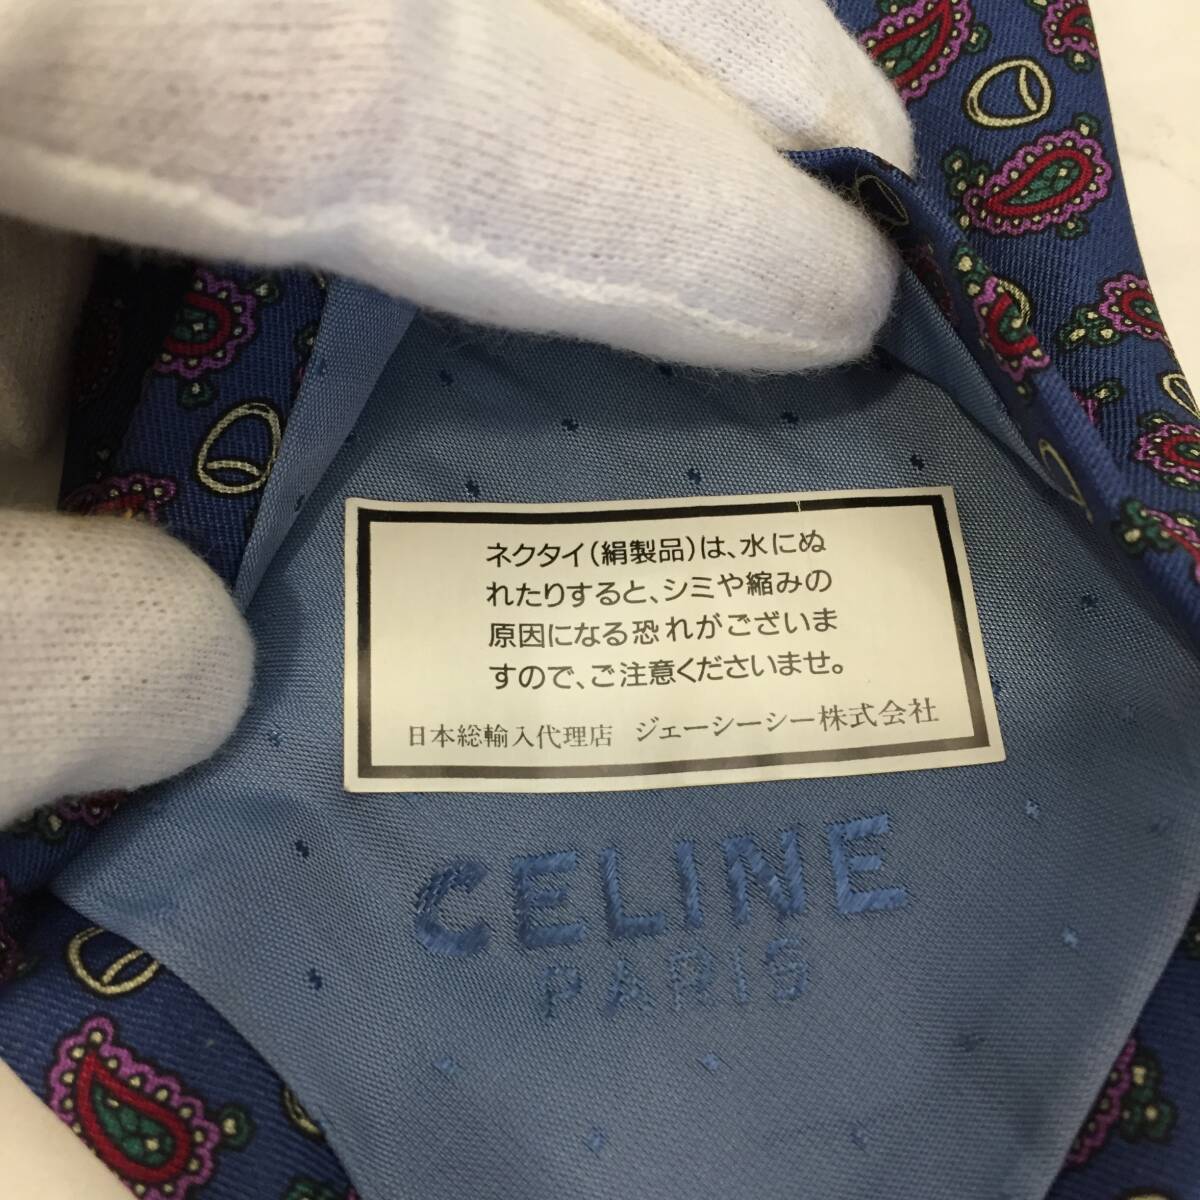 ネクタイ(絹製品)は、水にぬ
れたりすると、シミや縮みの
原因になる恐れがございま
すので、ご注意くださいませ。
日本総輸入代理店 ジェーシーシー株式会社
CELINE
PARIS